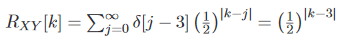 $R_{XY}[k] = \sum_{j=0}^{\infty} \delta[j-3] \left(\frac{1}{2}\right)^{|k-j|} = \left(\frac{1}{2}\right)^{|k-3|}$